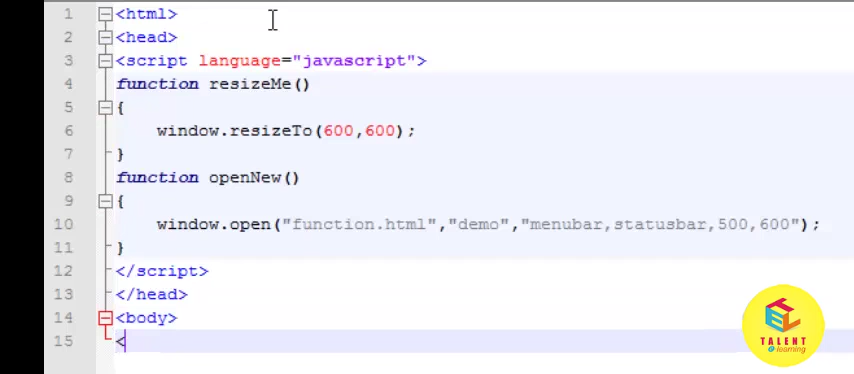 1 <html>
2 <head>
3 <script language="javascript">
4 function resizeMe()
5 {
6 window.resizeTo(600,600);
7 }
8 function openNew()
9 {
10 window.open("function.html","demo","menubar,statusbar,500,600");
11 }
12 </script>
13 </head>
14 <body>
15 <
TEL
TALENT
e learning